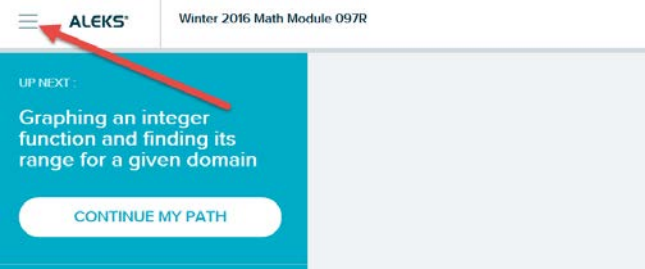 ALEKS® Winter 2016 Math Module 097R
UP NEXT :
Graphing an integer
function and finding its
range for a given domain
CONTINUE MY PATH